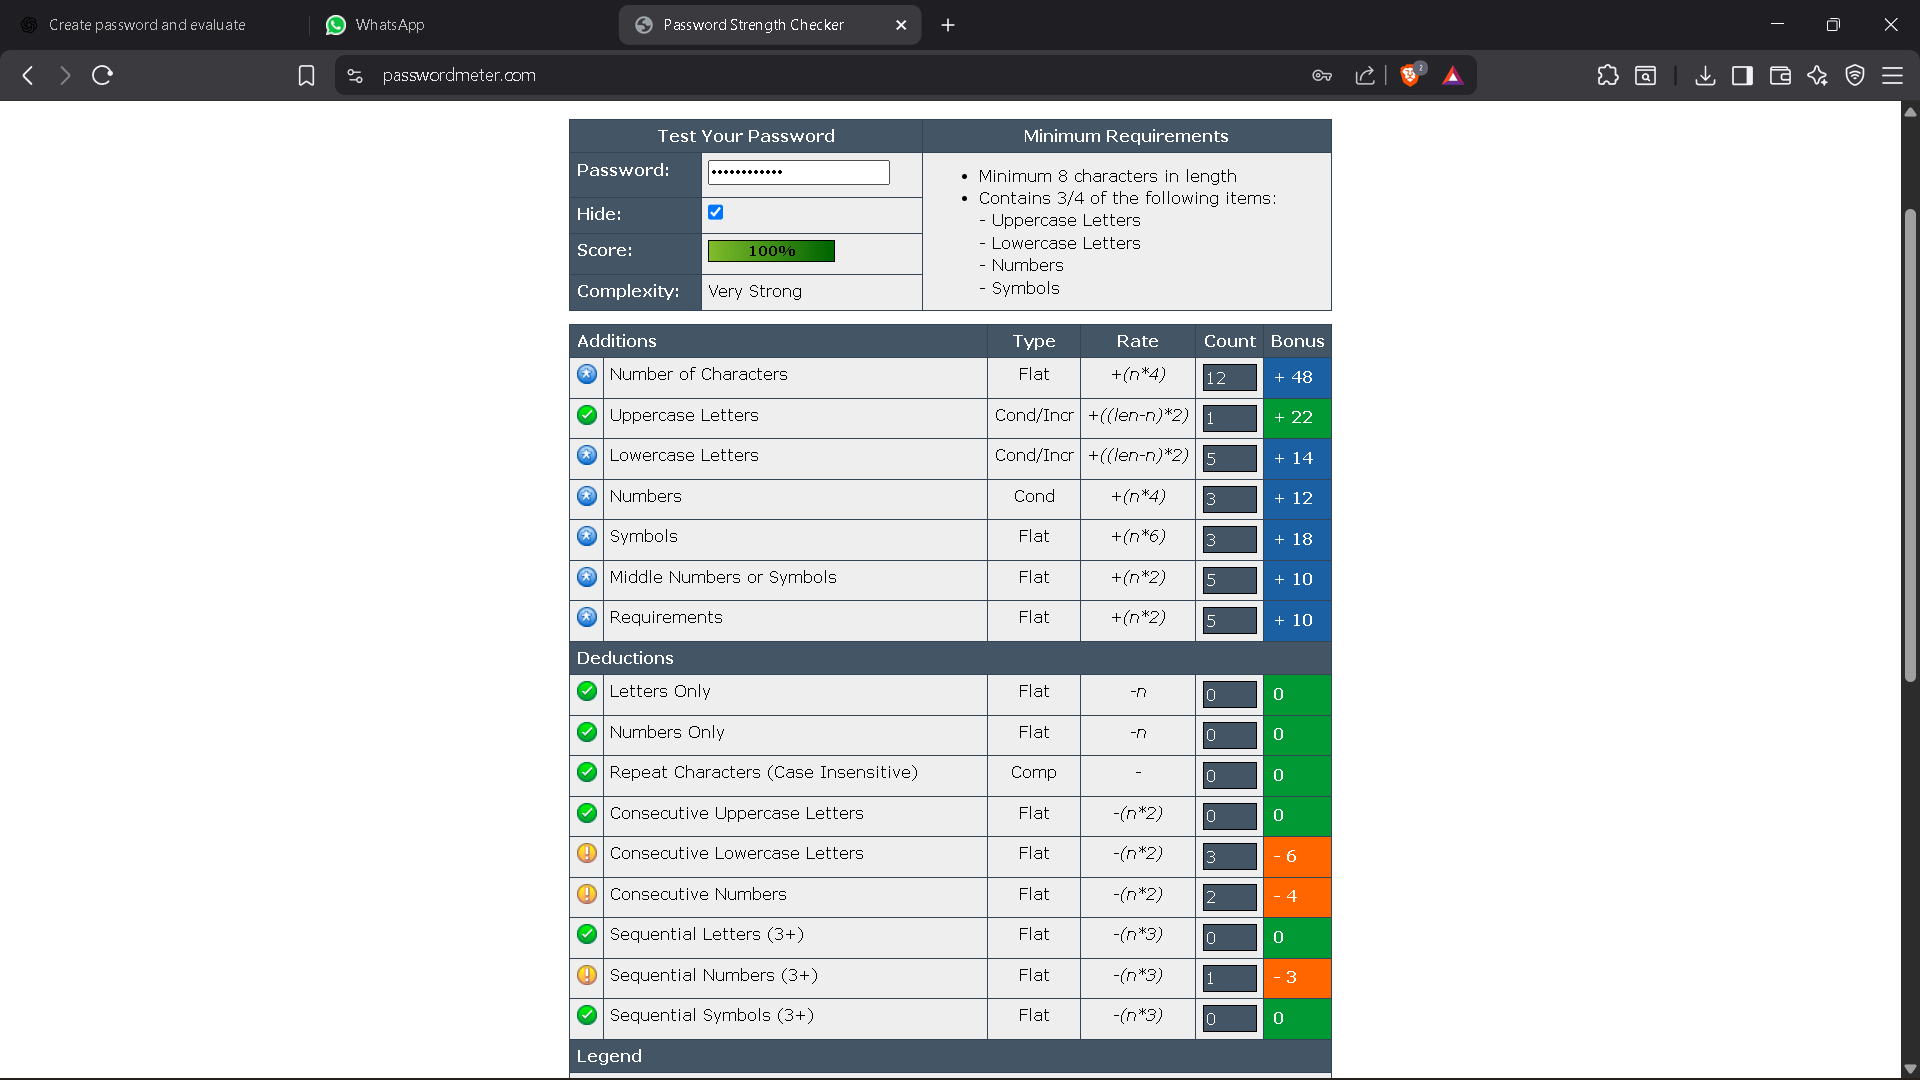 Create password and evaluate
WhatsApp
Password Strength Checker
passwordmeter.com
2
Test Your Password Minimum Requirements
Password: ••••••••••••
Hide:
Score: 100%
Complexity: Very Strong
• Minimum 8 characters in length
• Contains 3/4 of the following items:
- Uppercase Letters
- Lowercase Letters
- Numbers
- Symbols
Additions Type Rate Count Bonus
Number of Characters Flat +(n*4) 12 + 48
Uppercase Letters Cond/Incr +((len-n)*2) 1 + 22
Lowercase Letters Cond/Incr +((len-n)*2) 5 + 14
Numbers Cond +(n*4) 3 + 12
Symbols Flat +(n*6) 3 + 18
Middle Numbers or Symbols Flat +(n*2) 5 + 10
Requirements Flat +(n*2) 5 + 10
Deductions
Letters Only Flat -n 0 0
Numbers Only Flat -n 0 0
Repeat Characters (Case Insensitive) Comp - 0 0
Consecutive Uppercase Letters Flat -(n*2) 0 0
Consecutive Lowercase Letters Flat -(n*2) 3 - 6
Consecutive Numbers Flat -(n*2) 2 - 4
Sequential Letters (3+) Flat -(n*3) 0 0
Sequential Numbers (3+) Flat -(n*3) 1 - 3
Sequential Symbols (3+) Flat -(n*3) 0 0
Legend